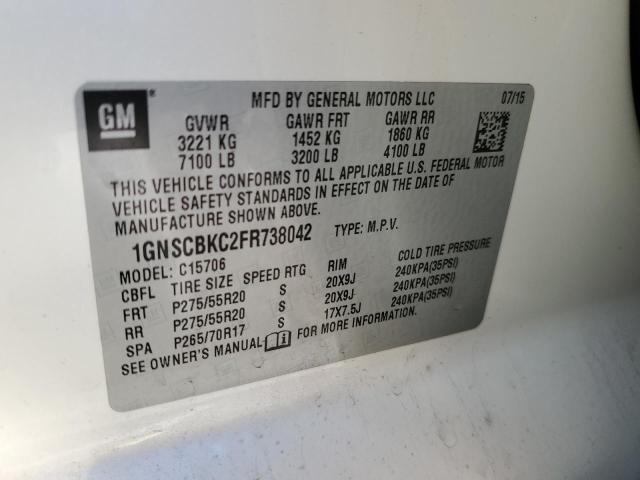 GM
MFD BY GENERAL MOTORS LLC 07/15
GVWR GAWR FRT GAWR RR
3221 KG 1452 KG 1860 KG
7100 LB 3200 LB 4100 LB
THIS VEHICLE CONFORMS TO ALL APPLICABLE U.S. FEDERAL MOTOR
VEHICLE SAFETY STANDARDS IN EFFECT ON THE DATE OF
MANUFACTURE SHOWN ABOVE.
1GNSCBKC2FR738042 TYPE: M.P.V.
MODEL: C15706
CBFL TIRE SIZE SPEED RTG RIM COLD TIRE PRESSURE
FRT P275/55R20 S 20X9J 240KPA(35PSI)
RR P275/55R20 S 20X9J 240KPA(35PSI)
SPA P265/70R17 S 17X7.5J 240KPA(35PSI)
SEE OWNER'S MANUAL FOR MORE INFORMATION.